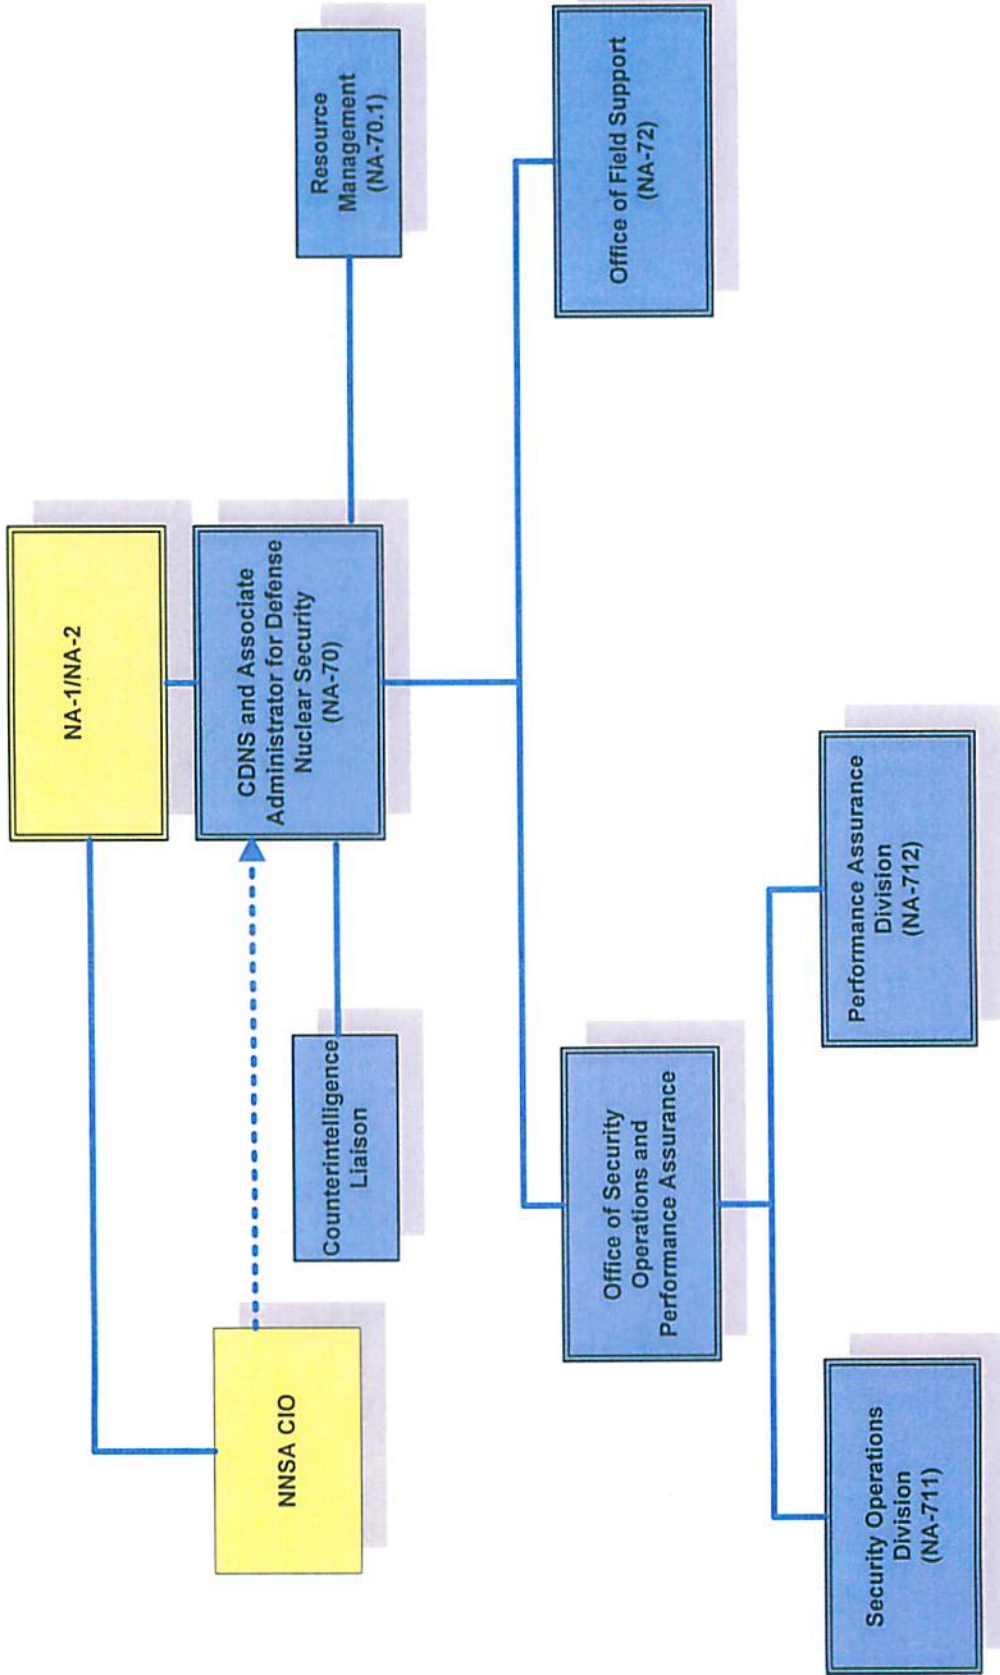 NA-1/NA-2
NNSA CIO
CDNS and Associate
Administrator for Defense
Nuclear Security
(NA-70)
Counterintelligence
Liaison
Resource
Management
(NA-70.1)
Office of Security
Operations and
Performance Assurance
Office of Field Support
(NA-72)
Security Operations
Division
(NA-711)
Performance Assurance
Division
(NA-712)